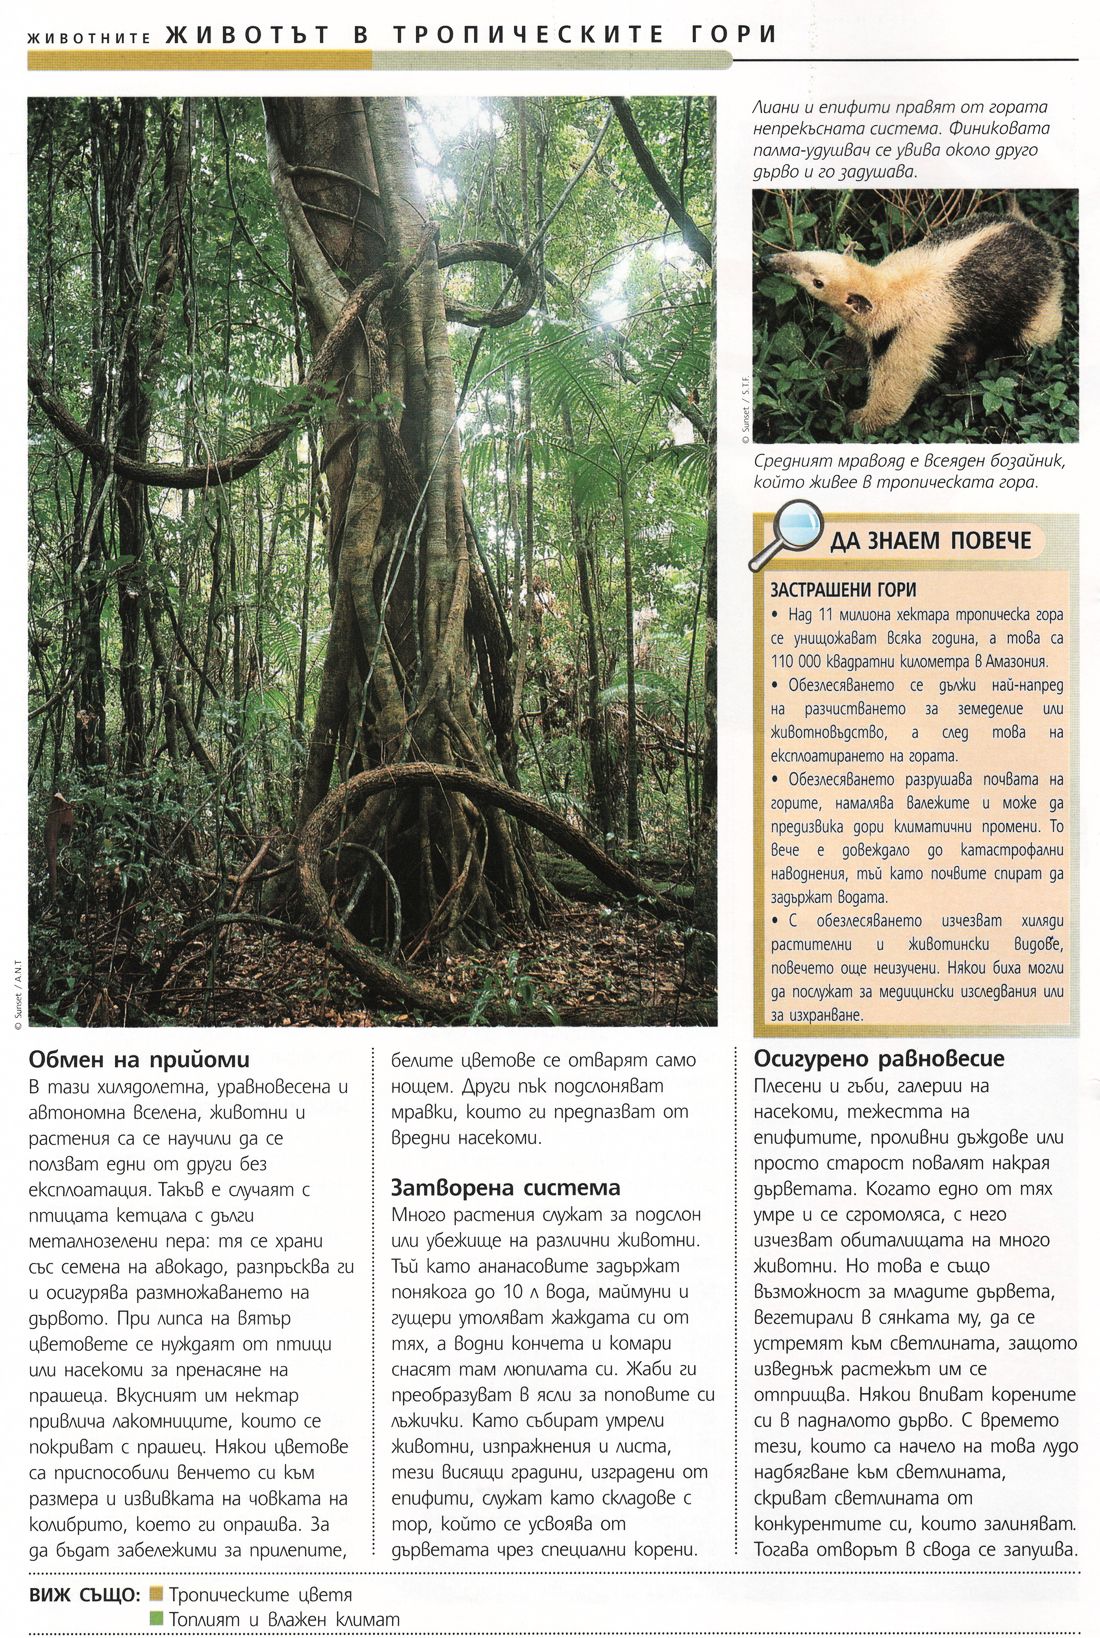 ЖИВОТНИТЕ ЖИВОТЪТ В ТРОПИЧЕСКИТЕ ГОРИ
Лиани и епифити правят от гората
непрекъсната система. Финиковата
палма-удушвач се увива около друго
дърво и го задушава.
© Sunset / S.T.F.
Средният мравояд е всеяден бозайник,
който живее в тропическата гора.
ДА ЗНАЕМ ПОВЕЧЕ
ЗАСТРАШЕНИ ГОРИ
• Над 11 милиона хектара тропическа гора
се унищожават всяка година, а това са
110 000 квадратни километра в Амазония.
• Обезлесяването се дължи най-напред
на разчистването за земеделие или
животновъдство, а след това на
експлоатирането на гората.
• Обезлесяването разрушава почвата на
горите, намалява валежите и може да
предизвика дори климатични промени. То
вече е довеждало до катастрофални
наводнения, тъй като почвите спират да
задържат водата.
• С обезлесяването изчезват хиляди
растителни и животински видове,
повечето още неизучени. Някои биха могли
да послужат за медицински изследвания или
за изхранване.
© Sunset / A.N.T
Обмен на прийоми
В тази хилядолетна, уравновесена и
автономна вселена, животни и
растения са се научили да се
ползват едни от други без
експлоатация. Такъв е случаят с
птицата кетцала с дълги
металнозелени пера: тя се храни
със семена на авокадо, разпръсква ги
и осигурява размножаването на
дървото. При липса на вятър
цветовете се нуждаят от птици
или насекоми за пренасяне на
прашеца. Вкусният им нектар
привлича лакомниците, които се
покриват с прашец. Някои цветове
са приспособили венчето си към
размера и извивката на човката на
колибрито, което ги опрашва. За
да бъдат забележими за прилепите,
белите цветове се отварят само
нощем. Други пък подслоняват
мравки, които ги предпазват от
вредни насекоми.
Затворена система
Много растения служат за подслон
или убежище на различни животни.
Тъй като ананасовите задържат
понякога до 10 л вода, маймуни и
гущери утоляват жаждата си от
тях, а водни кончета и комари
снасят там люпилата си. Жаби ги
преобразуват в ясли за поповите си
лъжички. Като събират умрели
животни, изпражнения и листа,
тези висящи градини, изградени от
епифити, служат като складове с
тор, който се усвоява от
дърветата чрез специални корени.
Осигурено равновесие
Плесени и гъби, галерии на
насекоми, тежестта на
епифитите, проливни дъждове или
просто старост повалят накрая
дърветата. Когато едно от тях
умре и се сгромоляса, с него
изчезват обиталищата на много
животни. Но това е също
възможност за младите дървета,
вегетирали в сянката му, да се
устремят към светлината, защото
изведнъж растежът им се
отприщва. Някои впиват корените
си в падналото дърво. С времето
тези, които са начело на това лудо
надбягване към светлината,
скриват светлината от
конкурентите си, които залиняват.
Тогава отворът в свода се запушва.
ВИЖ СЪЩО: Тропическите цветя
Топлият и влажен климат